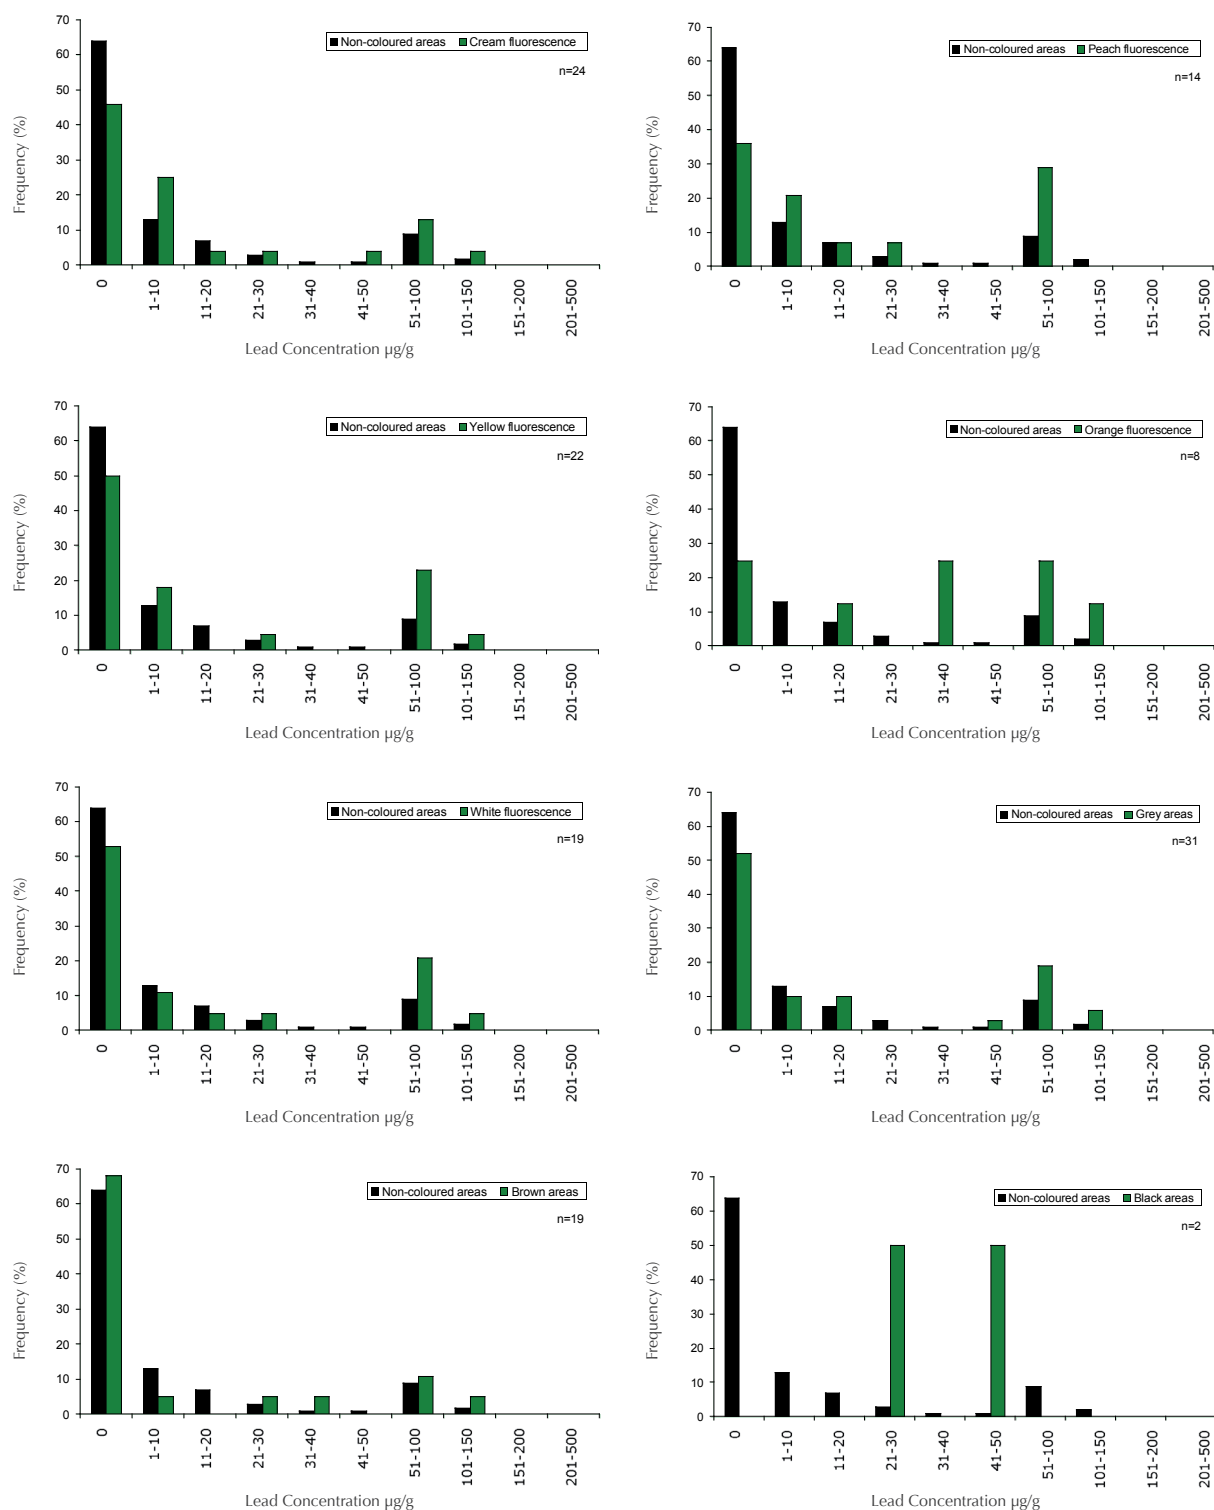 Non-coloured areas Cream fluorescence
n=24
Frequency (%)
70
60
50
40
30
20
10
0
0 1-10 11-20 21-30 31-40 41-50 51-100 101-150 151-200 201-500
Lead Concentration µg/g
Non-coloured areas Peach fluorescence
n=14
Frequency (%)
70
60
50
40
30
20
10
0
0 1-10 11-20 21-30 31-40 41-50 51-100 101-150 151-200 201-500
Lead Concentration µg/g
Non-coloured areas Yellow fluorescence
n=22
Frequency (%)
70
60
50
40
30
20
10
0
0 1-10 11-20 21-30 31-40 41-50 51-100 101-150 151-200 201-500
Lead Concentration µg/g
Non-coloured areas Orange fluorescence
n=8
Frequency (%)
70
60
50
40
30
20
10
0
0 1-10 11-20 21-30 31-40 41-50 51-100 101-150 151-200 201-500
Lead Concentration µg/g
Non-coloured areas White fluorescence
n=19
Frequency (%)
70
60
50
40
30
20
10
0
0 1-10 11-20 21-30 31-40 41-50 51-100 101-150 151-200 201-500
Lead Concentration µg/g
Non-coloured areas Grey areas
n=31
Frequency (%)
70
60
50
40
30
20
10
0
0 1-10 11-20 21-30 31-40 41-50 51-100 101-150 151-200 201-500
Lead Concentration µg/g
Non-coloured areas Brown areas
n=19
Frequency (%)
70
60
50
40
30
20
10
0
0 1-10 11-20 21-30 31-40 41-50 51-100 101-150 151-200 201-500
Lead Concentration µg/g
Non-coloured areas Black areas
n=2
Frequency (%)
70
60
50
40
30
20
10
0
0 1-10 11-20 21-30 31-40 41-50 51-100 101-150 151-200 201-500
Lead Concentration µg/g